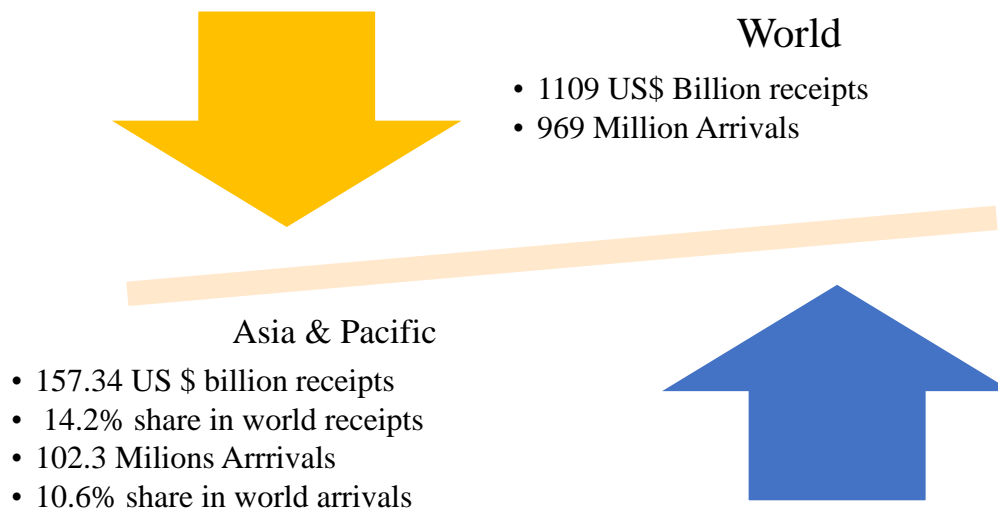 World
• 1109 US$ Billion receipts
• 969 Million Arrivals
Asia & Pacific
• 157.34 US $ billion receipts
• 14.2% share in world receipts
• 102.3 Milions Arrrivals
• 10.6% share in world arrivals